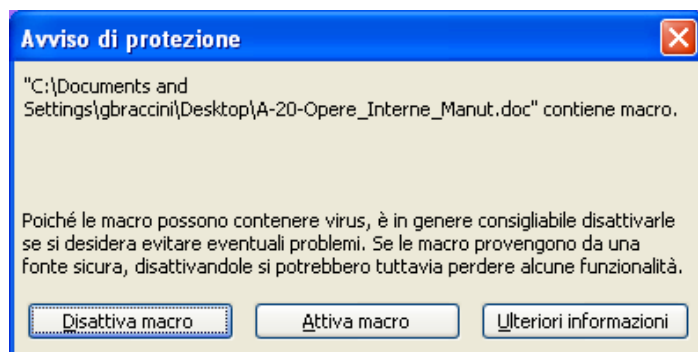 Avviso di protezione
"C:\Documents and
Settings\gbraccini\Desktop\A-20-Opere_Interne_Manut.doc" contiene macro.
Poiché le macro possono contenere virus, è in genere consigliabile disattivarle
se si desidera evitare eventuali problemi. Se le macro provengono da una
fonte sicura, disattivandole si potrebbero tuttavia perdere alcune funzionalità.
Disattiva macro
Attiva macro
Ulteriori informazioni